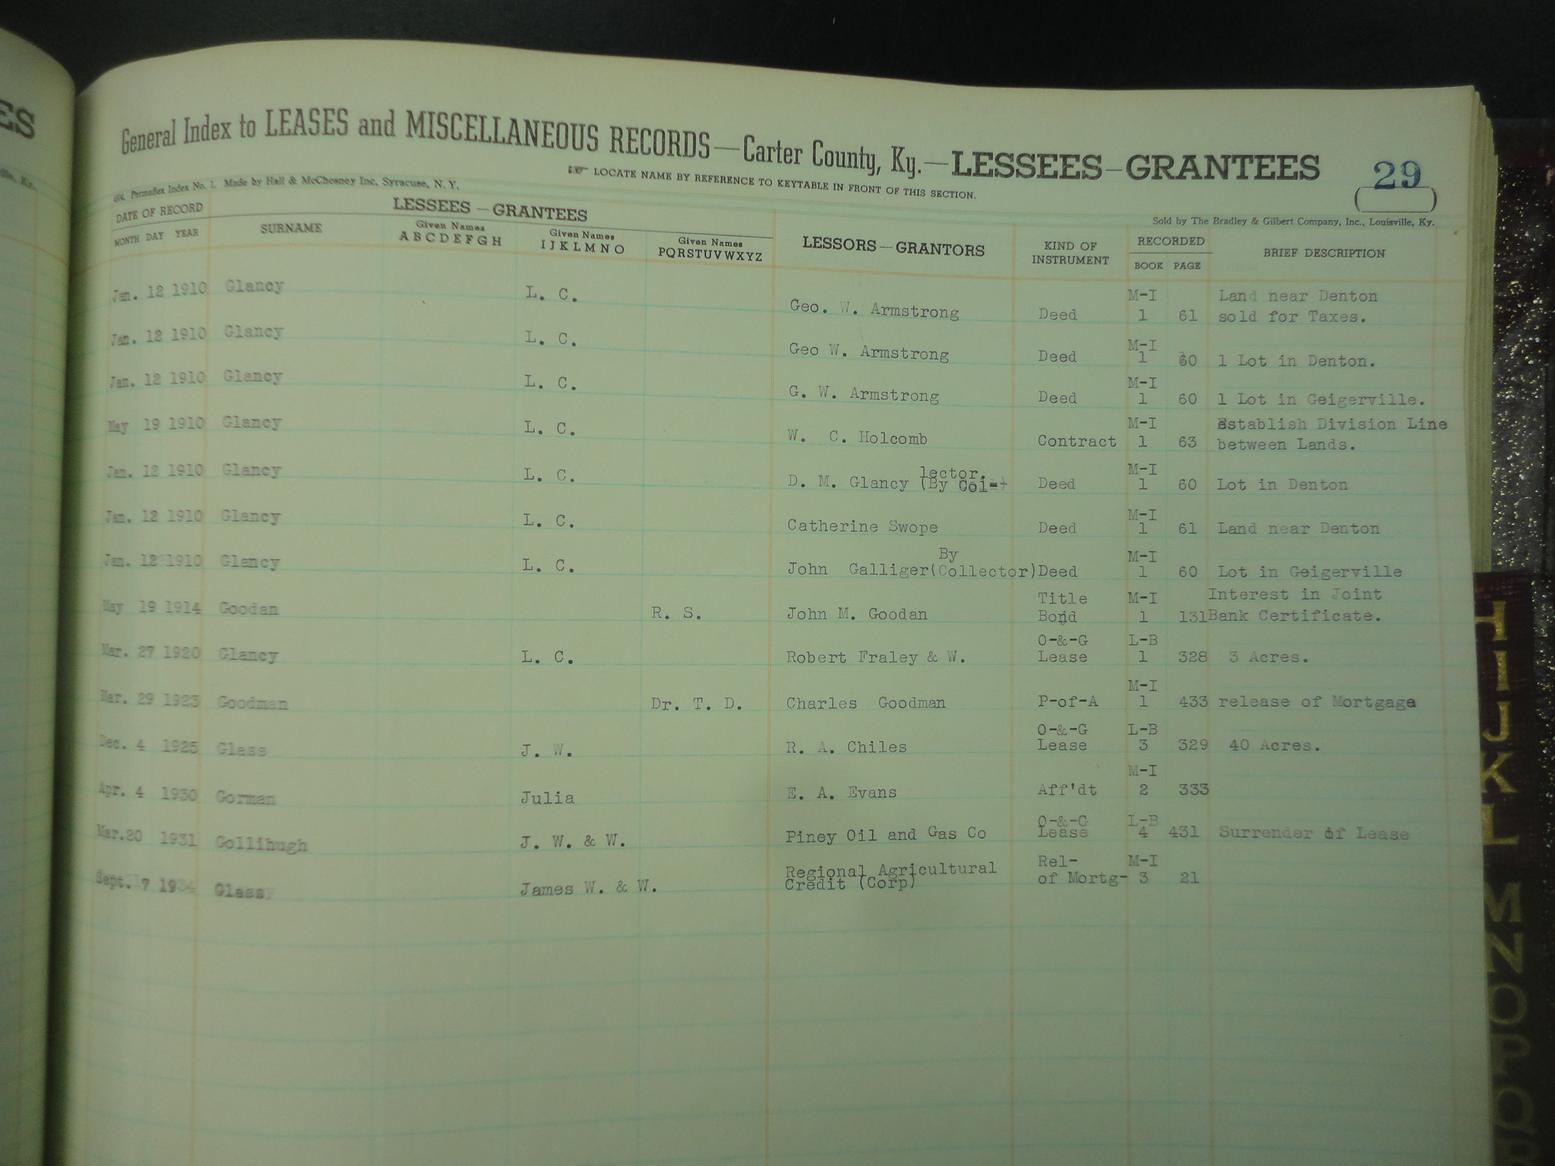 ES
General Index to LEASES and MISCELLANEOUS RECORDS—Carter County, Ky.—LESSEES-GRANTEES
29
LOCATE NAME BY REFERENCE TO KEYTABLE IN FRONT OF THIS SECTION.
Permaflex Index No. 1. Made by Hall & McChesney Inc, Syracuse, N. Y.
Sold by The Bradley & Gilbert Company, Inc., Louisville, Ky.
DATE OF RECORD LESSEES—GRANTEES LESSORS—GRANTORS KIND OF INSTRUMENT RECORDED BRIEF DESCRIPTION
MONTH DAY YEAR SURNAME Given Names ABCDEFGH Given Names IJKLMNO Given Names PQRSTUVWXYZ BOOK PAGE
Jan. 12 1910 Glancy L. C. Geo. W. Armstrong Deed M-I 1 61 Land near Denton sold for Taxes.
Jan. 12 1910 Glancy L. C. Geo W. Armstrong Deed M-I 1 60 1 Lot in Denton.
Jan. 12 1910 Glancy L. C. G. W. Armstrong Deed M-I 1 60 1 Lot in Geigerville.
May 19 1910 Glancy L. C. W. C. Holcomb Contract M-I 1 63 Establish Division Line between Lands.
Jan. 12 1910 Glancy L. C. D. M. Glancy (By Col-lector. Deed M-I 1 60 Lot in Denton
Jan. 12 1910 Glancy L. C. Catherine Swope Deed M-I 1 61 Land near Denton
Jan. 12 1910 Glancy L. C. John Galliger(By Collector) Deed M-I 1 60 Lot in Geigerville
May 19 1914 Goodan R. S. John M. Goodan Title Bond M-I 1 131 Interest in Joint Bank Certificate.
Mar. 27 1920 Glancy L. C. Robert Fraley & W. O-&-G Lease L-B 1 328 3 Acres.
Mar. 29 1923 Goodman Dr. T. D. Charles Goodman P-of-A M-I 1 433 release of Mortgage
Dec. 4 1925 Glass J. W. R. A. Chiles O-&-G Lease L-B 3 329 40 Acres.
Apr. 4 1930 Gorman Julia E. A. Evans Aff'dt M-I 2 333
Mar.20 1931 Gollihugh J. W. & W. Piney Oil and Gas Co O-&-G Lease L-B 4 431 Surrender of Lease
Sept. 7 Glass James W. & W. Regional Agricultural Credit (Corp) Rel- of Mortg- M-I 3 21
H
I
J
K
L
M
N
O
P
Q